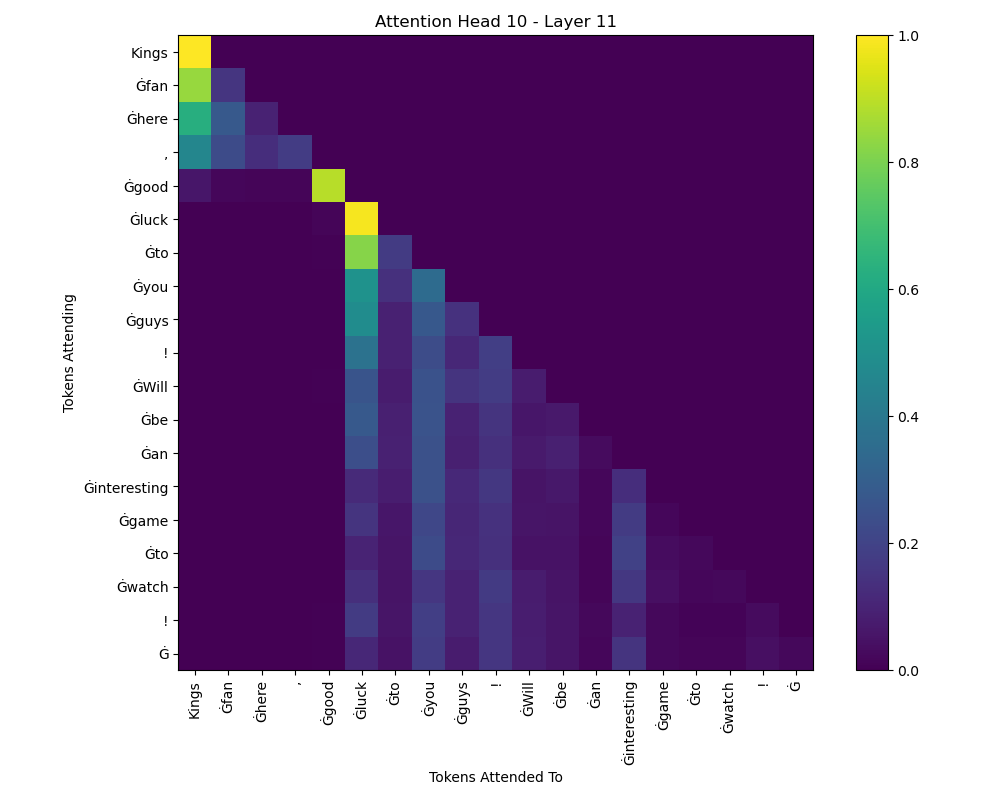 Attention Head 10 - Layer 11
Kings
Ġfan
Ġhere
,
Ġgood
Ġluck
Ġto
Ġyou
Ġguys
!
ĠWill
Ġbe
Ġan
Ġinteresting
Ġgame
Ġto
Ġwatch
!
Ġ
Tokens Attending
Kings
Ġfan
Ġhere
,
Ġgood
Ġluck
Ġto
Ġyou
Ġguys
!
ĠWill
Ġbe
Ġan
Ġinteresting
Ġgame
Ġto
Ġwatch
!
Ġ
Tokens Attended To
1.0
0.8
0.6
0.4
0.2
0.0